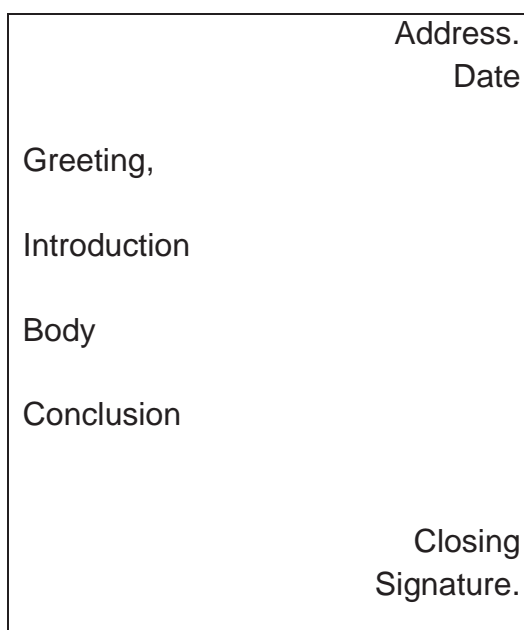 Address.
Date
Greeting,
Introduction
Body
Conclusion
Closing
Signature.